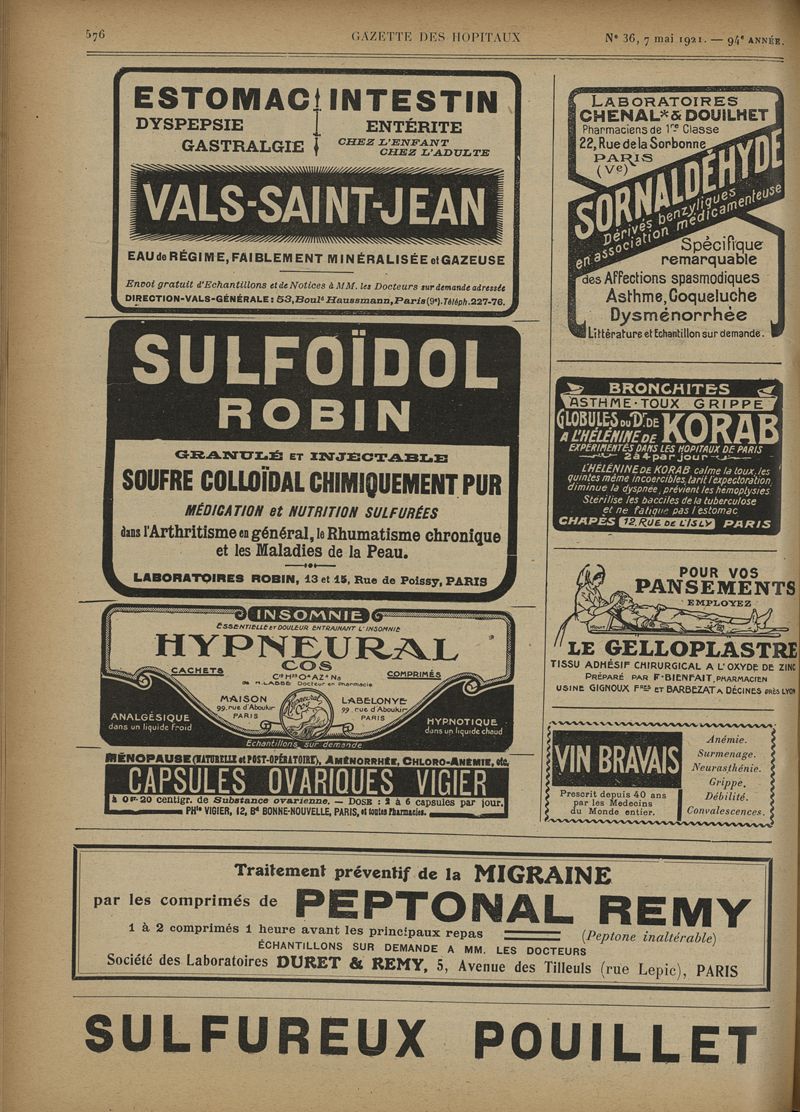 576
GAZETTE DES HOPITAUX
N° 36, 7 mai 1921. — 94e ANNÉE.
ESTOMAC INTESTIN
DYSPEPSIE
GASTRALGIE
ENTÉRITE
CHEZ L'ENFANT
CHEZ L'ADULTE
VALS-SAINT-JEAN
EAU de RÉGIME, FAIBLEMENT MINÉRALISÉE et GAZEUSE
Envoi gratuit d'Echantillons et de Notices à MM. les Docteurs sur demande adressée
DIRECTION-VALS-GÉNÉRALE : 53, Boul⁠d Haussmann, Paris (9e). Téléph. 227-76.
SULFOÏDOL
ROBIN
GRANULÉ ET INJECTABLE
SOUFRE COLLOÏDAL CHIMIQUEMENT PUR
MÉDICATION et NUTRITION SULFURÉES
dans l'Arthritisme en général, le Rhumatisme chronique
et les Maladies de la Peau.
LABORATOIRES ROBIN, 13 et 15, Rue de Poissy, PARIS
INSOMNIE
ESSENTIELLE ET DOULEUR ENTRAINANT L'INSOMNIE
HYPNEURAL
COS
CACHETS
COMPRIMÉS
de H. LABBÉ Docteur en Pharmacie
MAISON
99, rue d'Aboukir
PARIS
LABELONYE
99 rue d'Aboukir
PARIS
ANALGÉSIQUE
dans un liquide froid
HYPNOTIQUE
dans un liquide chaud
Echantillons sur demande
MÉNOPAUSE (NATURELLE et POST-OPÉRATOIRE), AMÉNORRHÉE, CHLORO-ANÉMIE, etc.
CAPSULES OVARIQUES VIGIER
à 0gr.20 centigr. de Substance ovarienne. — DOSE : 2 à 6 capsules par jour.
PHie VIGIER, 12, Bd BONNE-NOUVELLE, PARIS, et toutes Pharmacies.
LABORATOIRES
CHENAL* & DOUILHET
Pharmaciens de 1re Classe
22, Rue de la Sorbonne
PARIS
(Ve)
SORNALDÉHYDE
Dérivés benzyliques
en association médicamenteuse
Spécifique
remarquable
des Affections spasmodiques
Asthme, Coqueluche
Dysménorrhée
Littérature et Echantillon sur demande.
BRONCHITES
ASTHME · TOUX GRIPPE
GLOBULES DU Dr. DE KORAB
A L'HÉLÉNINE DE
EXPÉRIMENTÉS DANS LES HOPITAUX DE PARIS
2 à 4 par jour
L'HÉLÉNINE DE KORAB calme la toux, les
quintes même incoercibles, tarit l'expectoration,
diminue la dyspnée, prévient les hémoptysies
Stérilise les bacilles de la tuberculose
et ne fatigue pas l'estomac
CHAPÈS 12, RUE DE L'ISLY PARIS
POUR VOS
PANSEMENTS
EMPLOYEZ
LE GELLOPLASTRE
TISSU ADHÉSIF CHIRURGICAL A L'OXYDE DE ZINC
PRÉPARÉ PAR F. BIENFAIT, PHARMACIEN
USINE GIGNOUX FRES ET BARBEZAT A DÉCINES PRÈS LYON
VIN BRAVAIS
Prescrit depuis 40 ans
par les Medecins
du Monde entier.
Anémie.
Surmenage.
Neurasthénie.
Grippe.
Débilité.
Convalescences.
Traitement préventif de la MIGRAINE
par les comprimés de PEPTONAL REMY
1 à 2 comprimés 1 heure avant les principaux repas (Peptone inaltérable)
ÉCHANTILLONS SUR DEMANDE A MM. LES DOCTEURS
Société des Laboratoires DURET & REMY, 5, Avenue des Tilleuls (rue Lepic), PARIS
SULFUREUX POUILLET